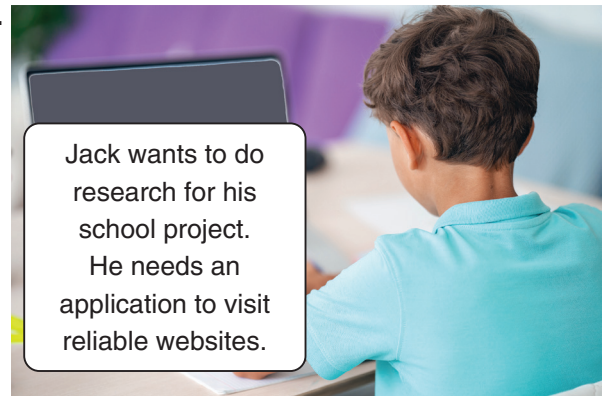 Jack wants to do
research for his
school project.
He needs an
application to visit
reliable websites.